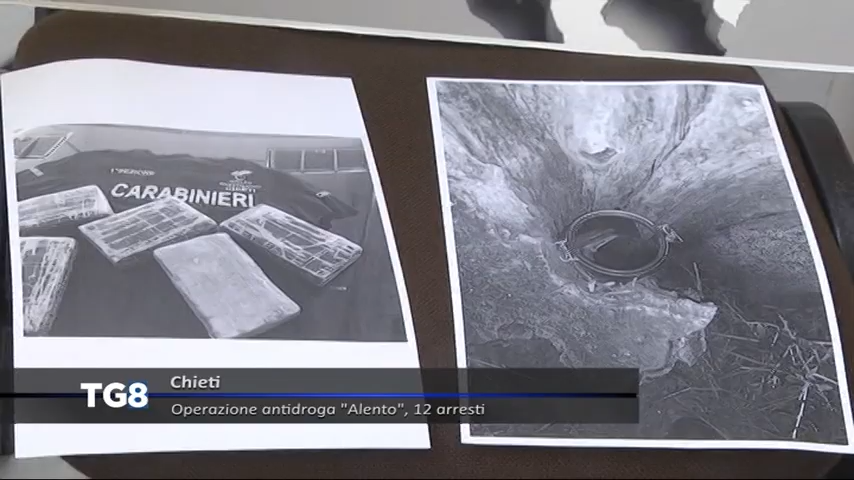 CARABINIERI
TG8
Chieti
Operazione antidroga "Alento", 12 arresti